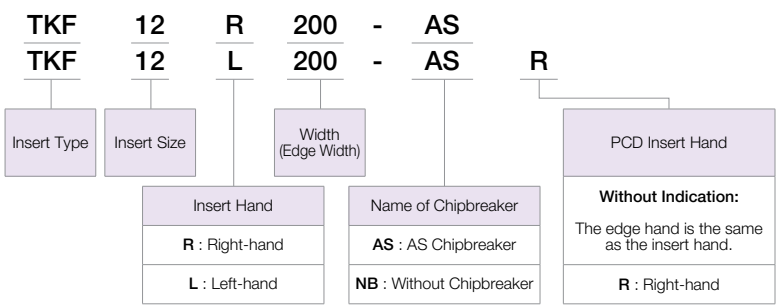 TKF 12 R 200 - AS
TKF 12 L 200 - AS R
Insert Type
Insert Size
Width
(Edge Width)
PCD Insert Hand
Insert Hand
R : Right-hand
L : Left-hand
Name of Chipbreaker
AS : AS Chipbreaker
NB : Without Chipbreaker
Without Indication:
The edge hand is the same
as the insert hand.
R : Right-hand